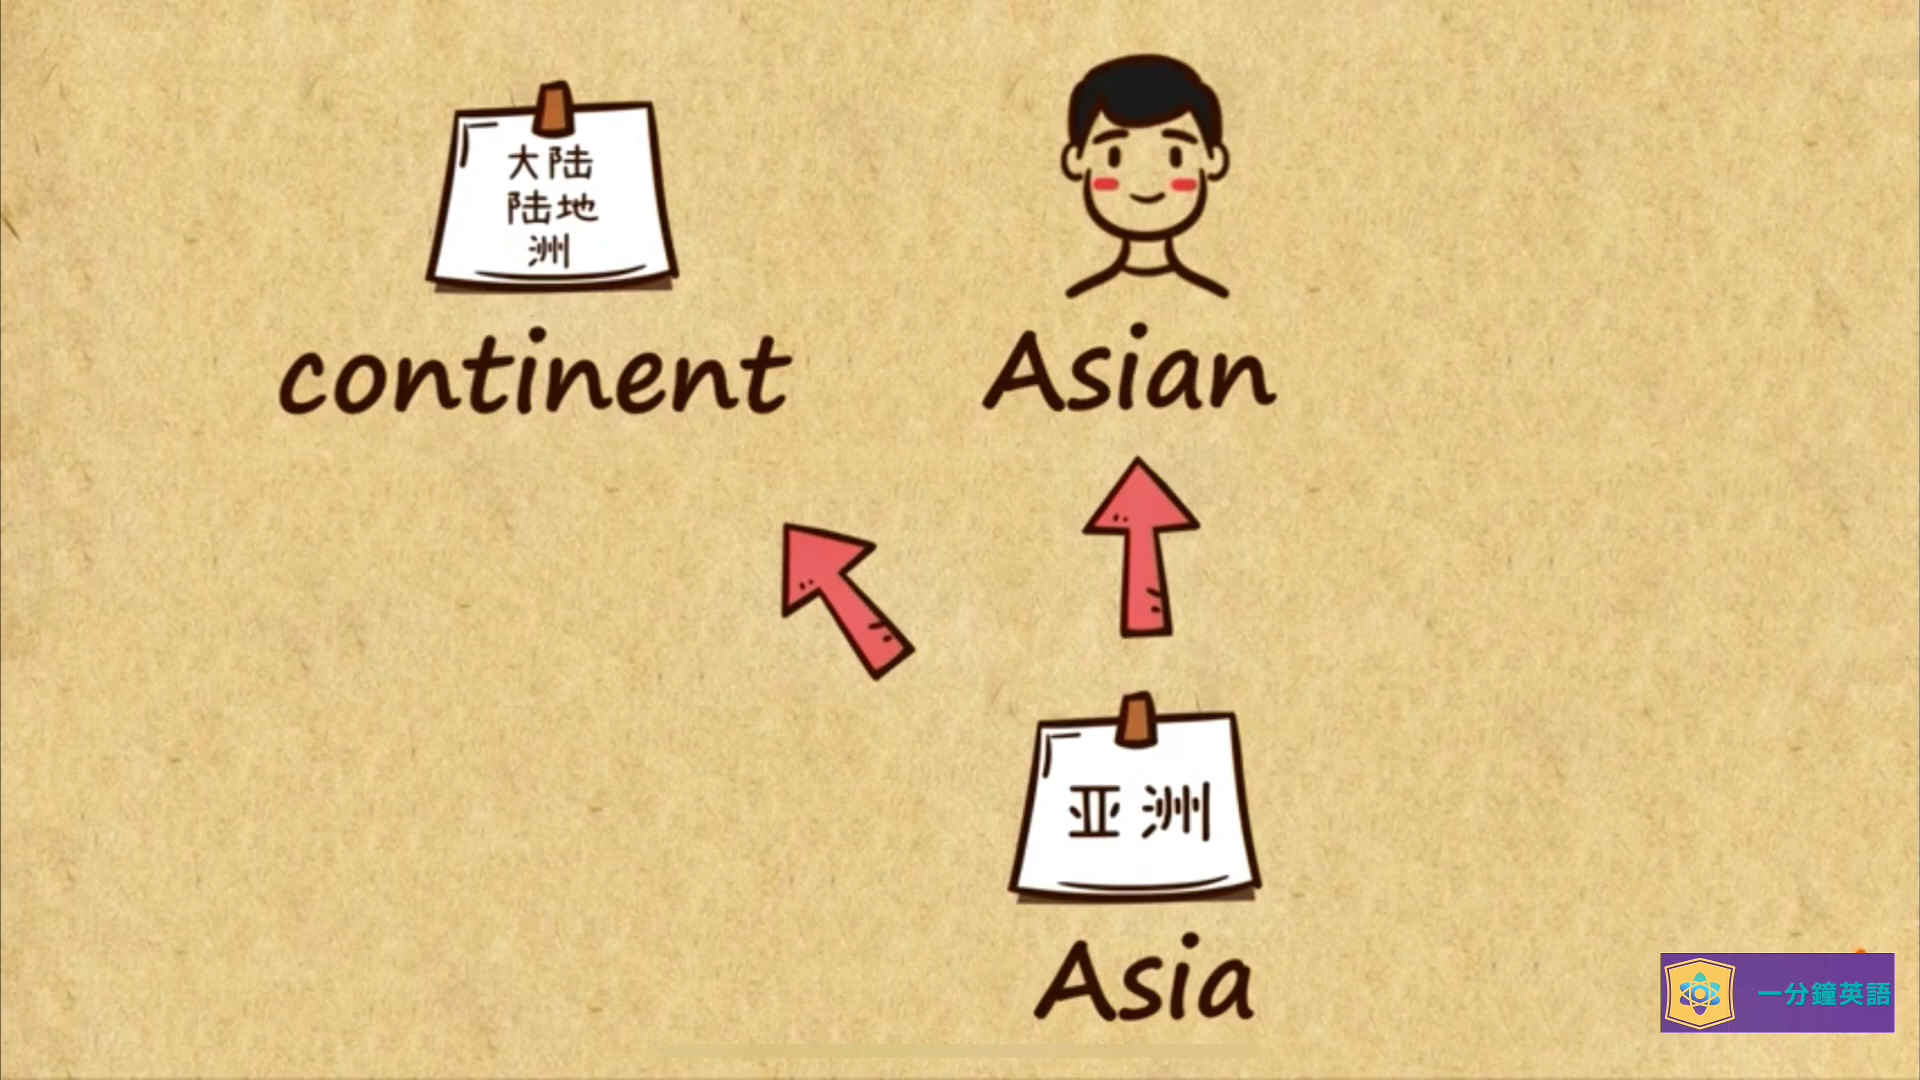 大陆
陆地
洲
continent
Asian
亚洲
Asia
一分鐘英語